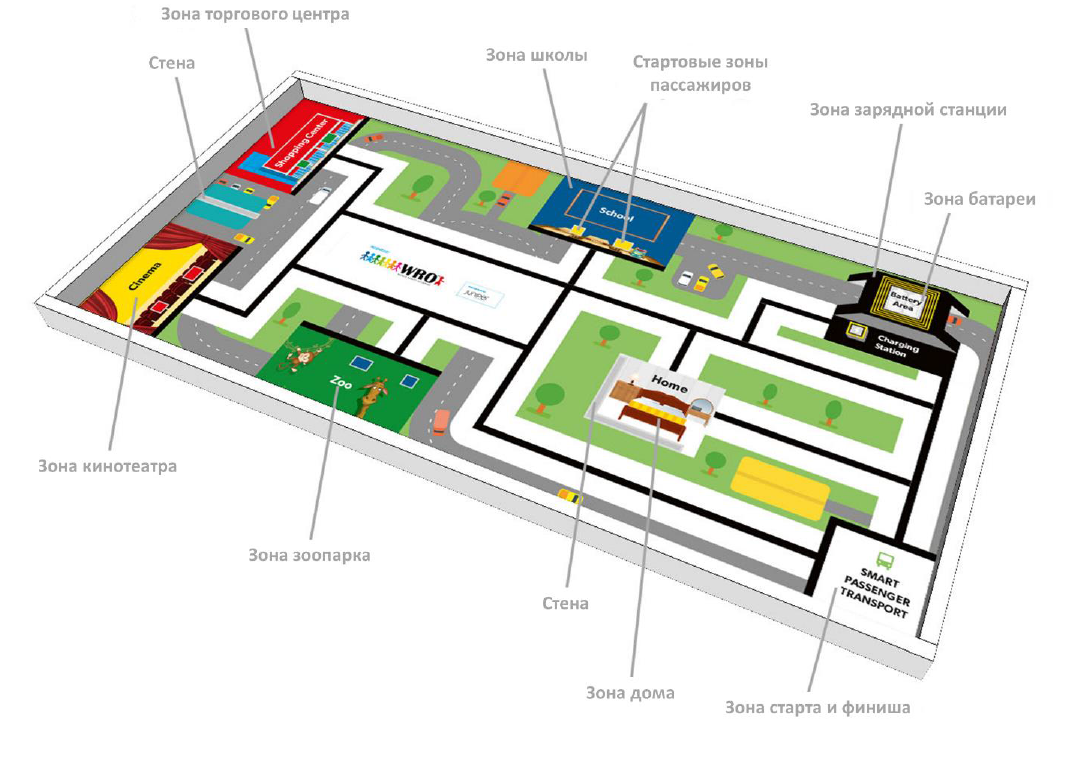 Зона торгового центра
Стена
Зона школы
Стартовые зоны
пассажиров
Зона зарядной станции
Зона батареи
Shopping Center
School
Cinema
WRO
Battery
Area
Charging
Station
Zoo
Home
Зона кинотеатра
Зона зоопарка
SMART
PASSENGER
TRANSPORT
Стена
Зона дома
Зона старта и финиша